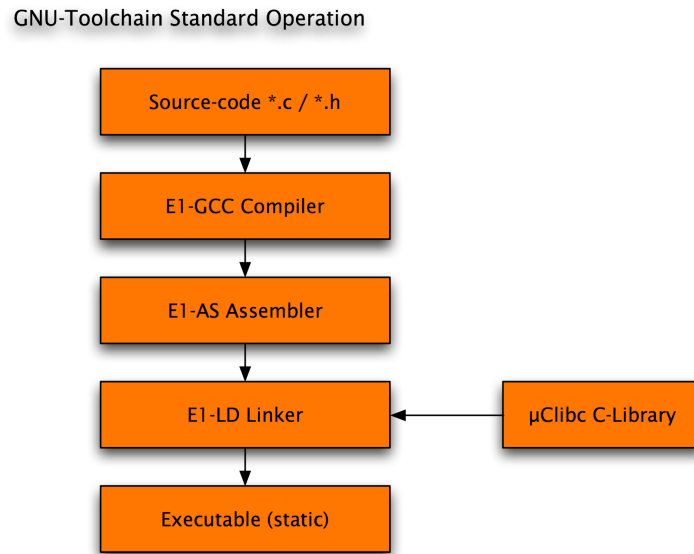 GNU-Toolchain Standard Operation
Source-code *.c / *.h
E1-GCC Compiler
E1-AS Assembler
E1-LD Linker
µClibc C-Library
Executable (static)